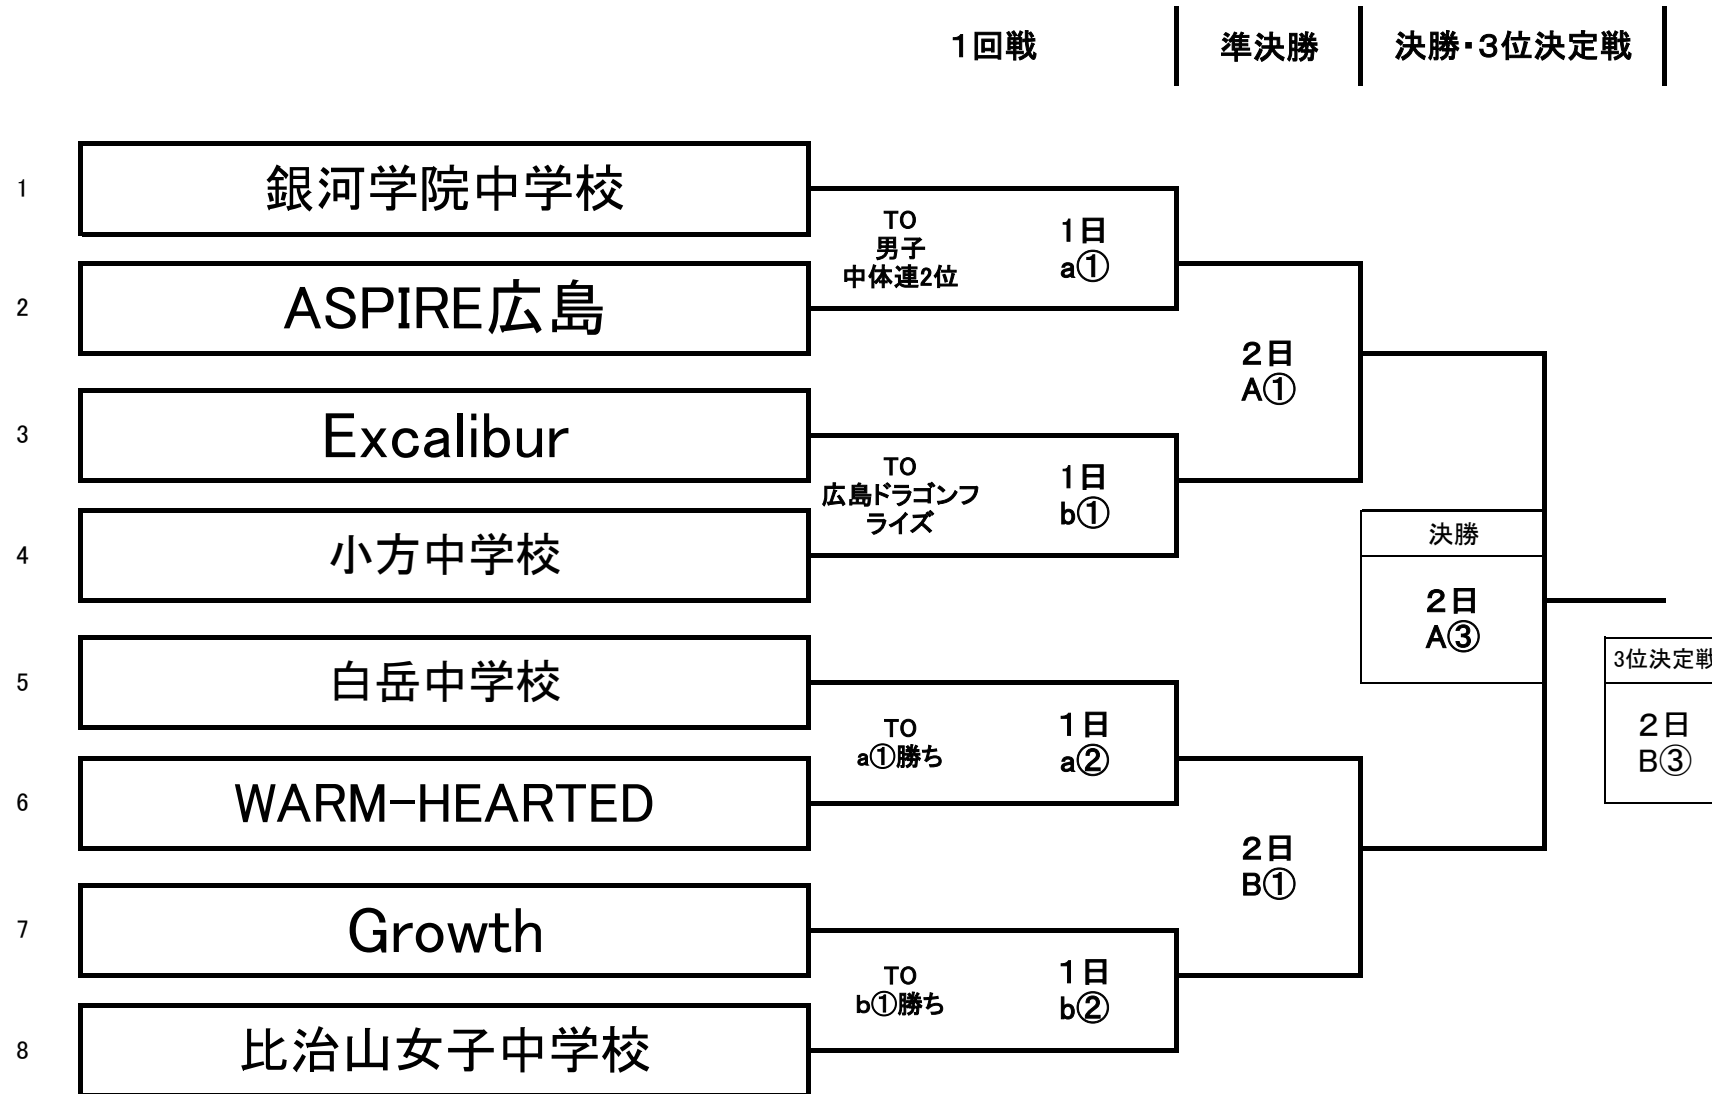 1回戦
準決勝
決勝・3位決定戦
1
銀河学院中学校
TO
男子
中体連2位
1日
a①
2
ASPIRE広島
2日
A①
3
Excalibur
TO
広島ドラゴンフ
ライズ
1日
b①
4
小方中学校
決勝
2日
A③
3位決定戦
2日
B③
5
白岳中学校
TO
a①勝ち
1日
a②
6
WARM-HEARTED
2日
B①
7
Growth
TO
b①勝ち
1日
b②
8
比治山女子中学校